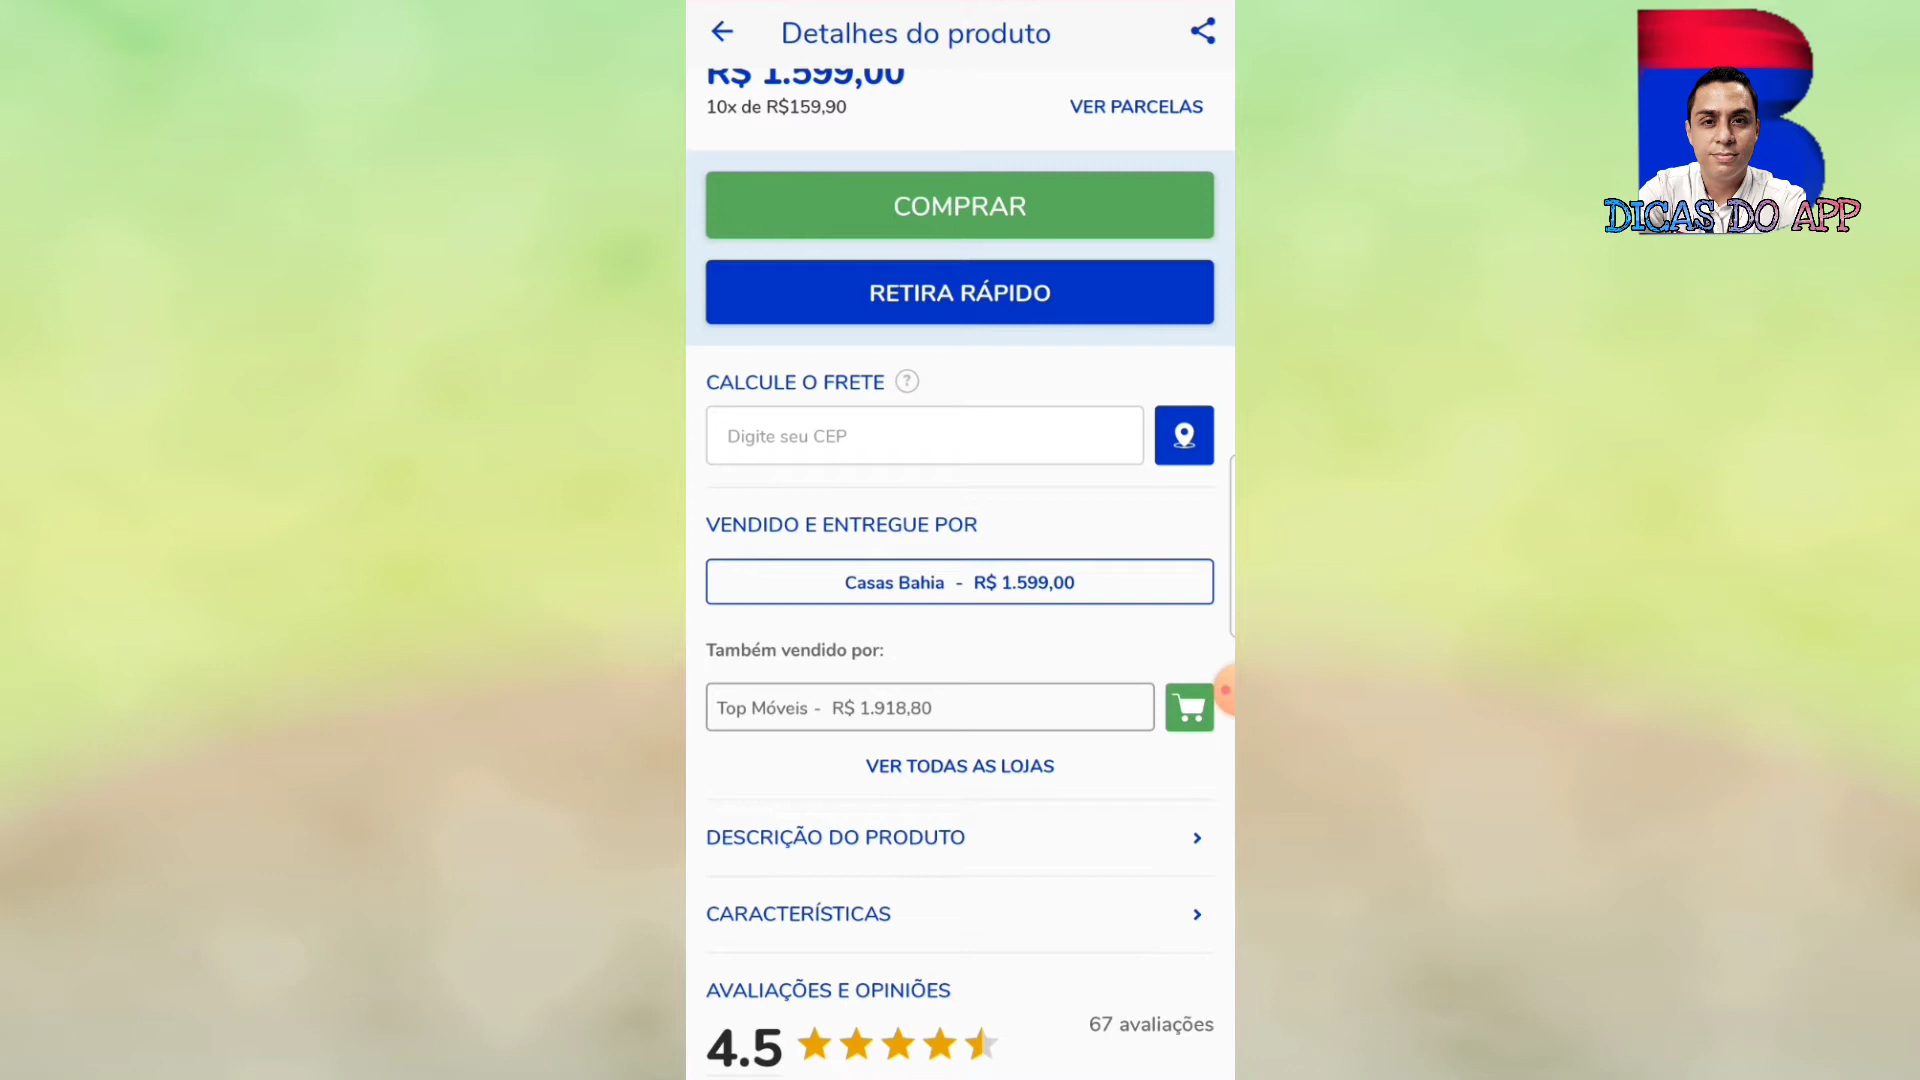 Detalhes do produto
R$ 1.599,00
10x de R$159,90
VER PARCELAS
COMPRAR
RETIRA RÁPIDO
CALCULE O FRETE ?
Digite seu CEP
VENDIDO E ENTREGUE POR
Casas Bahia - R$ 1.599,00
Também vendido por:
Top Móveis - R$ 1.918,80
VER TODAS AS LOJAS
DESCRIÇÃO DO PRODUTO
CARACTERÍSTICAS
AVALIAÇÕES E OPINIÕES
67 avaliações
4.5
B
DICAS DO APP